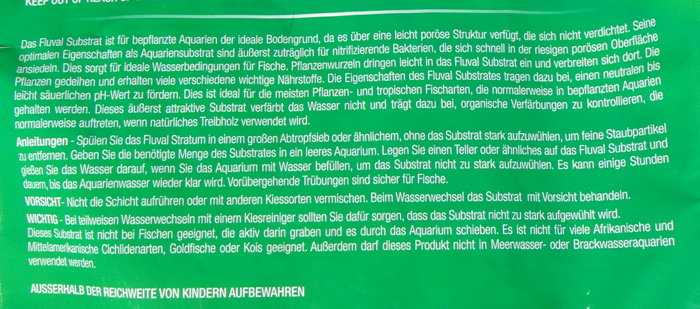 KEEP OUT OF REACH OF
Das Fluval Substrat ist für bepflanzte Aquarien der ideale Bodengrund, da es über eine leicht poröse Struktur verfügt, die sich nicht verdichtet. Seine
optimalen Eigenschaften als Aquariensubstrat sind äußerst zuträglich für nitrifizierende Bakterien, die sich schnell in der riesigen porösen Oberfläche
ansiedeln. Dies sorgt für ideale Wasserbedingungen für Fische. Pflanzenwurzeln dringen leicht in das Fluval Substrat ein und verbreiten sich dort. Die
Pflanzen gedeihen und erhalten viele verschiedene wichtige Nährstoffe. Die Eigenschaften des Fluval Substrates tragen dazu bei, einen neutralen bis
leicht säuerlichen pH-Wert zu fördern. Dies ist ideal für die meisten Pflanzen- und tropischen Fischarten, die normalerweise in bepflanzten Aquarien
gehalten werden. Dieses äußerst attraktive Substrat verfärbt das Wasser nicht und trägt dazu bei, organische Verfärbungen zu kontrollieren, die
normalerweise auftreten, wenn natürliches Treibholz verwendet wird.
Anleitungen - Spülen Sie das Fluval Stratum in einem großen Abtropfsieb oder ähnlichem, ohne das Substrat stark aufzuwühlen, um feine Staubpartikel
zu entfernen. Geben Sie die benötigte Menge des Substrates in ein leeres Aquarium. Legen Sie einen Teller oder ähnliches auf das Fluval Substrat und
gießen Sie das Wasser darauf, wenn Sie das Aquarium mit Wasser befüllen, um das Substrat nicht zu stark aufzuwühlen. Es kann einige Stunden
dauern, bis das Aquarienwasser wieder klar wird. Vorübergehende Trübungen sind sicher für Fische.
VORSICHT- Nicht die Schicht aufrühren oder mit anderen Kiessorten vermischen. Beim Wasserwechsel das Substrat mit Vorsicht behandeln.
WICHTIG - Bei teilweisen Wasserwechseln mit einem Kiesreiniger sollten Sie dafür sorgen, dass das Substrat nicht zu stark aufgewühlt wird.
Dieses Substrat ist nicht bei Fischen geeignet, die aktiv darin graben und es durch das Aquarium schieben. Es ist nicht für viele Afrikanische und
Mittelamerikanische Cichlidenarten, Goldfische oder Kois geeignet. Außerdem darf dieses Produkt nicht in Meerwasser- oder Brackwasseraquarien
verwendet werden.
AUSSERHALB DER REICHWEITE VON KINDERN AUFBEWAHREN